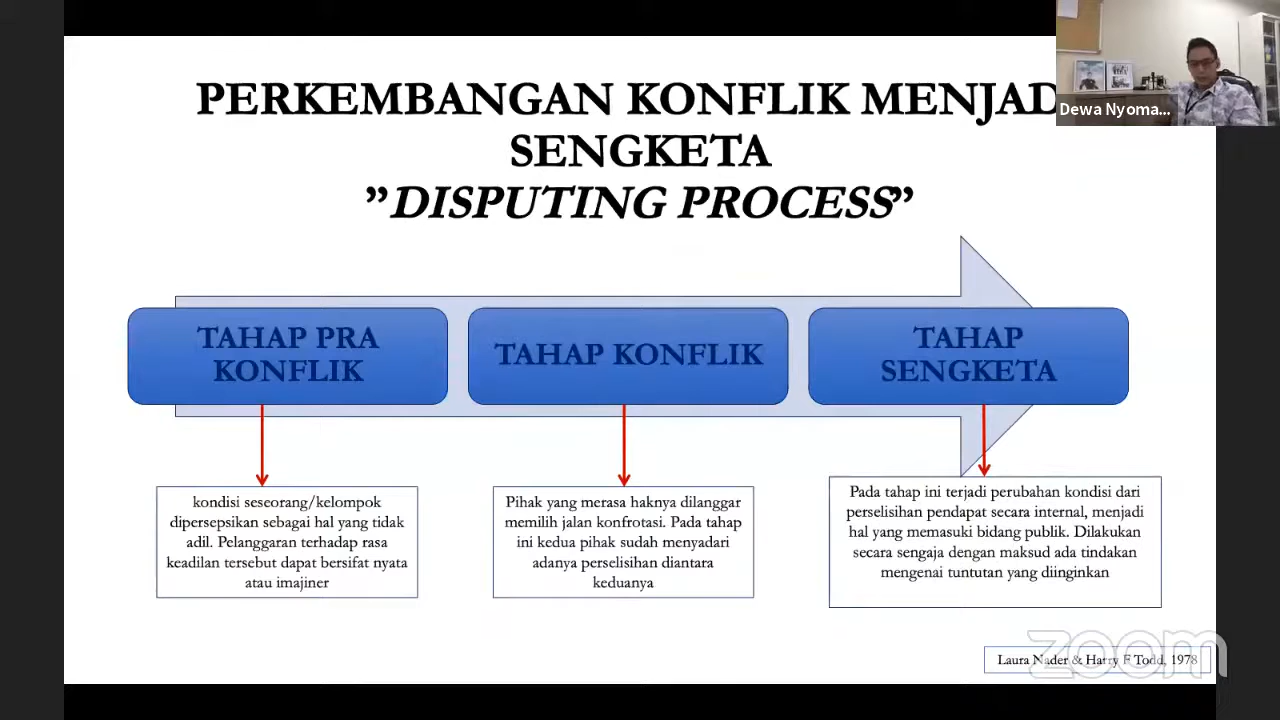 PERKEMBANGAN KONFLIK MENJAD
SENGKETA
”DISPUTING PROCESS”
Dewa Nyoma...
TAHAP PRA
KONFLIK
TAHAP KONFLIK
TAHAP
SENGKETA
kondisi seseorang/kelompok
dipersepsikan sebagai hal yang tidak
adil. Pelanggaran terhadap rasa
keadilan tersebut dapat bersifat nyata
atau imajiner
Pihak yang merasa haknya dilanggar
memilih jalan konfrotasi. Pada tahap
ini kedua pihak sudah menyadari
adanya perselisihan diantara
keduanya
Pada tahap ini terjadi perubahan kondisi dari
perselisihan pendapat secara internal, menjadi
hal yang memasuki bidang publik. Dilakukan
secara sengaja dengan maksud ada tindakan
mengenai tuntutan yang diinginkan
Laura Nader & Harry F Todd, 1978
zoom